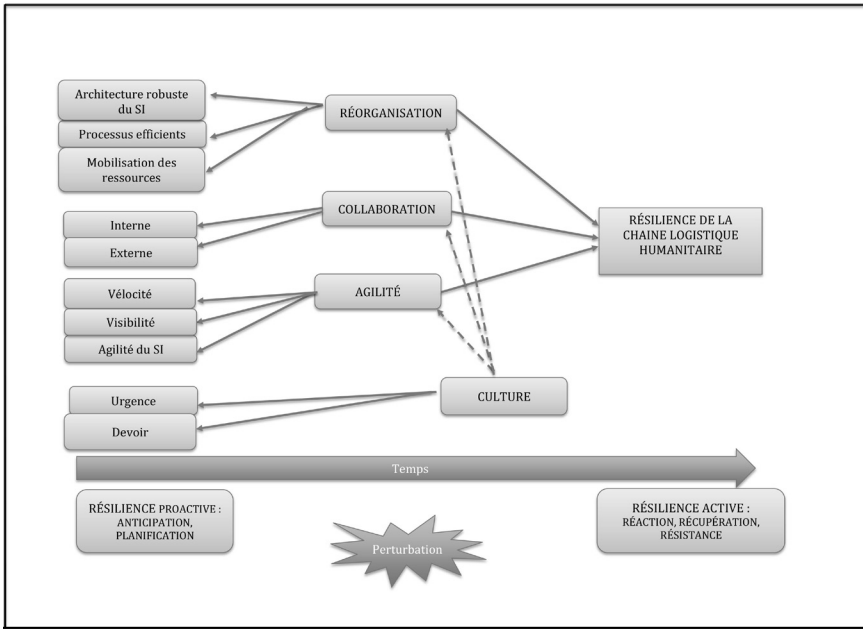 Architecture robuste
du SI
Processus efficients
Mobilisation des
ressources
RÉORGANISATION
Interne
Externe
COLLABORATION
RÉSILIENCE DE LA
CHAINE LOGISTIQUE
HUMANITAIRE
Vélocité
Visibilité
Agilité du SI
AGILITÉ
Urgence
Devoir
CULTURE
Temps
RÉSILIENCE PROACTIVE :
ANTICIPATION,
PLANIFICATION
Perturbation
RÉSILIENCE ACTIVE :
RÉACTION, RÉCUPÉRATION,
RÉSISTANCE